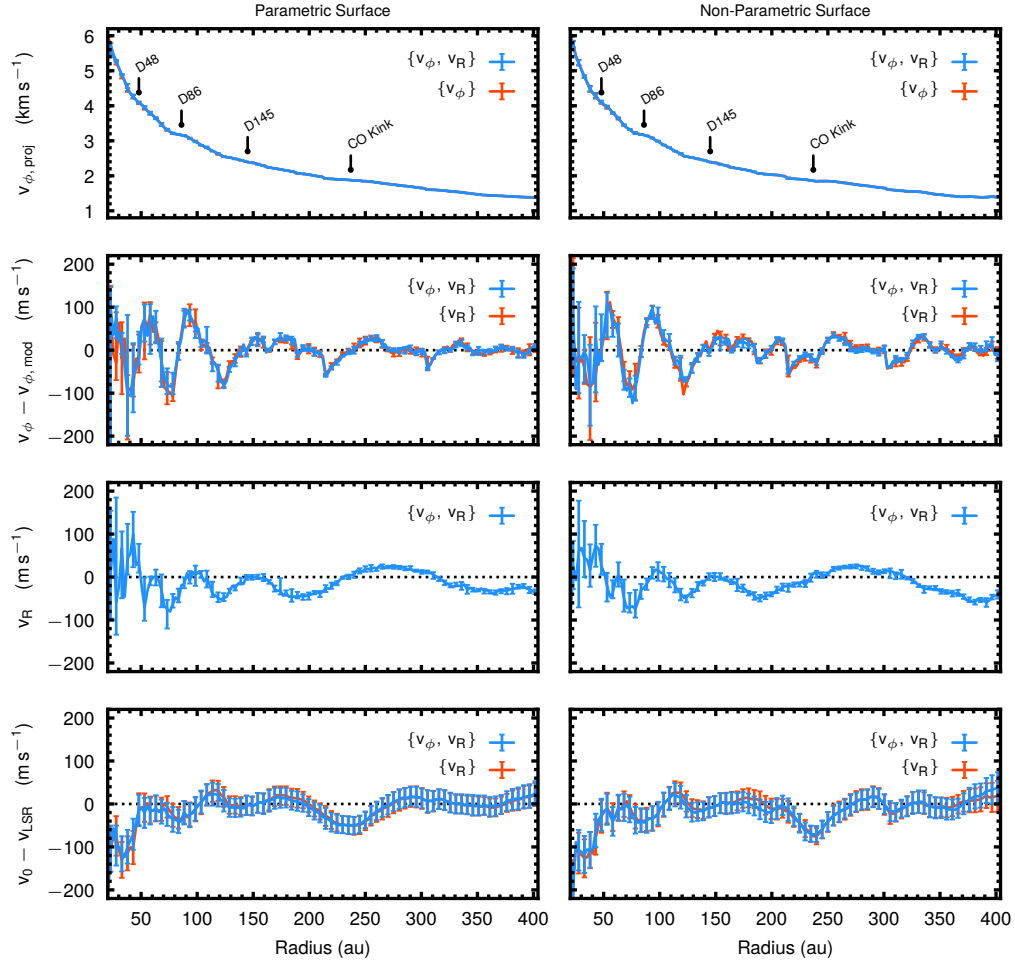 Parametric Surface
Non-Parametric Surface
v_{ϕ, proj} (km s⁻¹)
6
5
4
3
2
1
D48
D86
D145
CO Kink
{v_ϕ, v_R}
{v_ϕ}
D48
D86
D145
CO Kink
{v_ϕ, v_R}
{v_ϕ}
v_ϕ − v_{ϕ, mod} (m s⁻¹)
200
100
0
−100
−200
{v_ϕ, v_R}
{v_R}
{v_ϕ, v_R}
{v_R}
v_R (m s⁻¹)
200
100
0
−100
−200
{v_ϕ, v_R}
{v_ϕ, v_R}
v_0 − v_{LSR} (m s⁻¹)
200
100
0
−100
−200
{v_ϕ, v_R}
{v_R}
{v_ϕ, v_R}
{v_R}
50 100 150 200 250 300 350 400
50 100 150 200 250 300 350 400
Radius (au)
Radius (au)